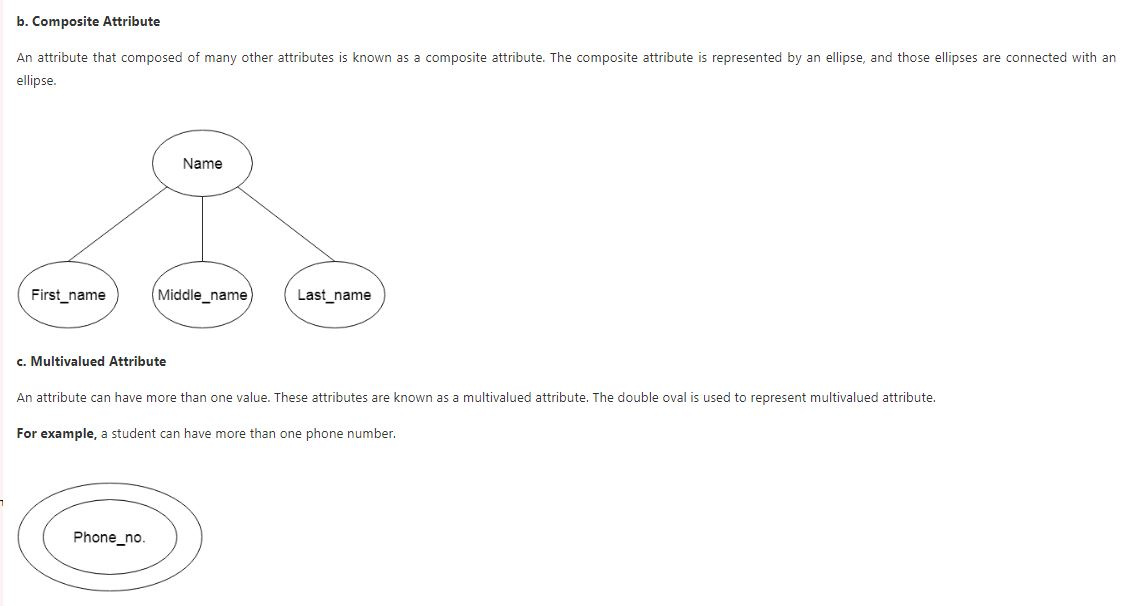 b. Composite Attribute
An attribute that composed of many other attributes is known as a composite attribute. The composite attribute is represented by an ellipse, and those ellipses are connected with an
ellipse.
Name
First_name Middle_name Last_name
c. Multivalued Attribute
An attribute can have more than one value. These attributes are known as a multivalued attribute. The double oval is used to represent multivalued attribute.
For example, a student can have more than one phone number.
Phone_no.